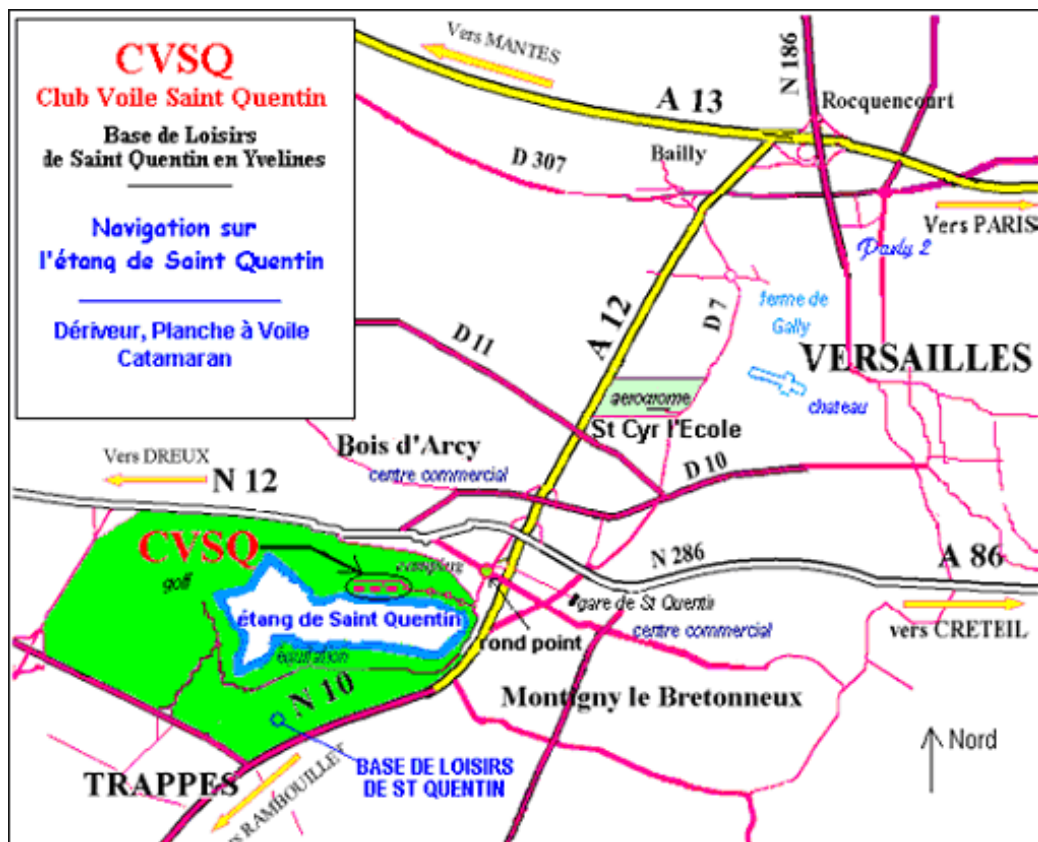 CVSQ
Club Voile Saint Quentin
Base de Loisirs
de Saint Quentin en Yvelines
Navigation sur
l'étang de Saint Quentin
Dériveur, Planche à Voile
Catamaran
Vers MANTES
A 13
N 186
Rocquencourt
Bailly
D 307
Vers PARIS
Parly 2
A 12
D 7
ferme de
Gally
D 11
VERSAILLES
aerodrome
chateau
St Cyr l'Ecole
Bois d'Arcy
centre commercial
D 10
Vers DREUX
N 12
CVSQ
camping
N 286
A 86
golf
gare de St Quentin
étang de Saint Quentin
centre commercial
vers CRETEIL
rond point
équitation
N 10
Montigny le Bretonneux
Nord
BASE DE LOISIRS
DE ST QUENTIN
TRAPPES
RAMBOUILLET